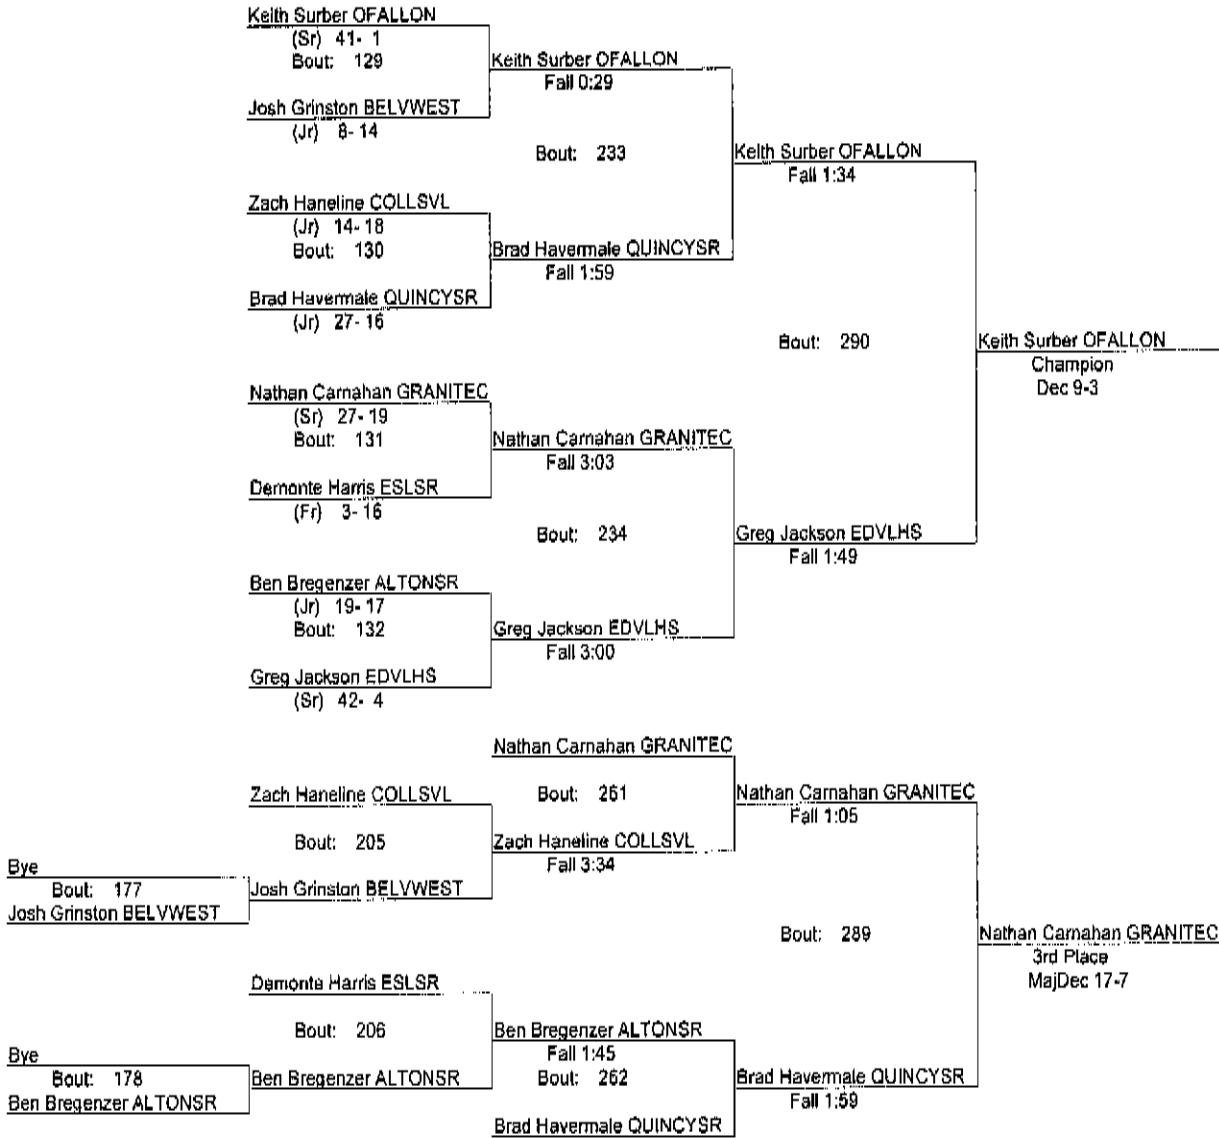 Keith Surber OFALLON
(Sr) 41- 1
Bout: 129
Keith Surber OFALLON
Fall 0:29
Josh Grinston BELVWEST
(Jr) 8- 14
Bout: 233
Keith Surber OFALLON
Fall 1:34
Zach Haneline COLLSVL
(Jr) 14- 18
Bout: 130
Brad Havermale QUINCYSR
Fall 1:59
Brad Havermale QUINCYSR
(Jr) 27- 16
Bout: 290
Keith Surber OFALLON
Champion
Dec 9-3
Nathan Carnahan GRANITEC
(Sr) 27- 19
Bout: 131
Nathan Carnahan GRANITEC
Fall 3:03
Demonte Harris ESLSR
(Fr) 3- 16
Bout: 234
Greg Jackson EDVLHS
Fall 1:49
Ben Bregenzer ALTONSR
(Jr) 19- 17
Bout: 132
Greg Jackson EDVLHS
Fall 3:00
Greg Jackson EDVLHS
(Sr) 42- 4
Nathan Carnahan GRANITEC
Bout: 261
Nathan Carnahan GRANITEC
Fall 1:05
Zach Haneline COLLSVL
Bout: 205
Zach Haneline COLLSVL
Fall 3:34
Bye
Bout: 177
Josh Grinston BELVWEST
Josh Grinston BELVWEST
Bout: 289
Nathan Carnahan GRANITEC
3rd Place
MajDec 17-7
Demonte Harris ESLSR
Bout: 206
Ben Bregenzer ALTONSR
Fall 1:45
Bye
Bout: 178
Ben Bregenzer ALTONSR
Ben Bregenzer ALTONSR
Bout: 262
Brad Havermale QUINCYSR
Fall 1:59
Brad Havermale QUINCYSR